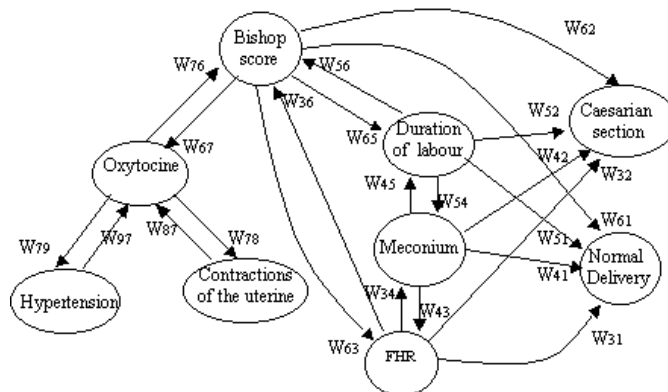 W62
Bishop
score
W76
W56
W36
W52
Caesarian
section
W65
Duration
of labour
W67
W42
Oxytocine
W32
W45
W54
W61
W79
W97
W87
W78
W51
Meconium
W41
Normal
Delivery
Hypertension
Contractions
of the uterine
W34
W43
W63
FHR
W31